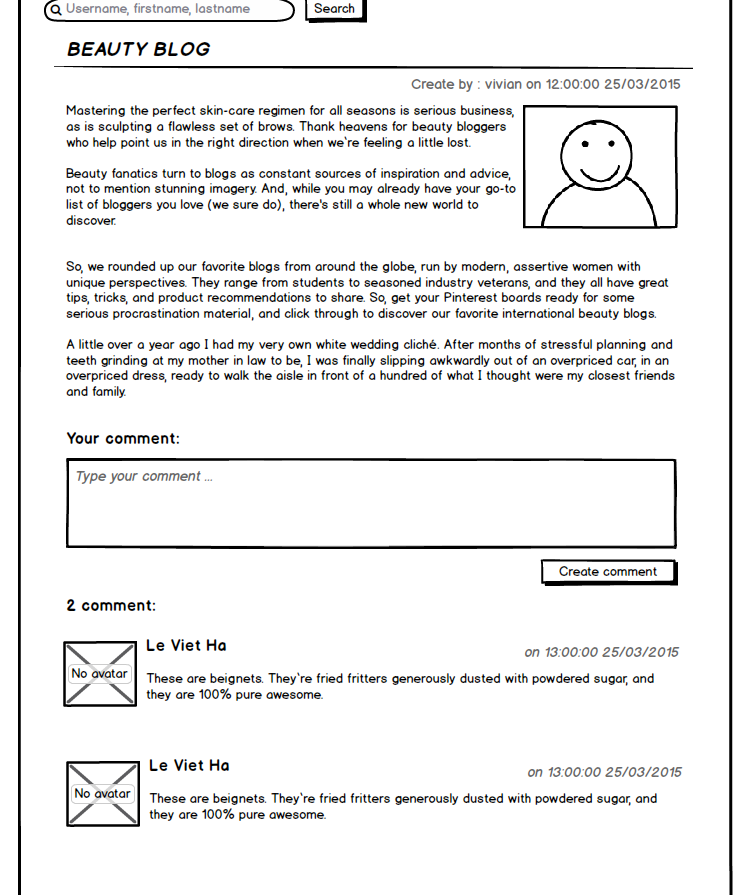 Username, firstname, lastname
Search
BEAUTY BLOG
Create by : vivian on 12:00:00 25/03/2015
Mastering the perfect skin-care regimen for all seasons is serious business,
as is sculpting a flawless set of brows. Thank heavens for beauty bloggers
who help point us in the right direction when we`re feeling a little lost.
Beauty fanatics turn to blogs as constant sources of inspiration and advice,
not to mention stunning imagery. And, while you may already have your go-to
list of bloggers you love (we sure do), there's still a whole new world to
discover.
So, we rounded up our favorite blogs from around the globe, run by modern, assertive women with
unique perspectives. They range from students to seasoned industry veterans, and they all have great
tips, tricks, and product recommendations to share. So, get your Pinterest boards ready for some
serious procrastination material, and click through to discover our favorite international beauty blogs.
A little over a year ago I had my very own white wedding cliché. After months of stressful planning and
teeth grinding at my mother in law to be, I was finally slipping awkwardly out of an overpriced car, in an
overpriced dress, ready to walk the aisle in front of a hundred of what I thought were my closest friends
and family.
Your comment:
Type your comment ...
Create comment
2 comment:
No avatar
Le Viet Ha
on 13:00:00 25/03/2015
These are beignets. They`re fried fritters generously dusted with powdered sugar, and
they are 100% pure awesome.
No avatar
Le Viet Ha
on 13:00:00 25/03/2015
These are beignets. They`re fried fritters generously dusted with powdered sugar, and
they are 100% pure awesome.